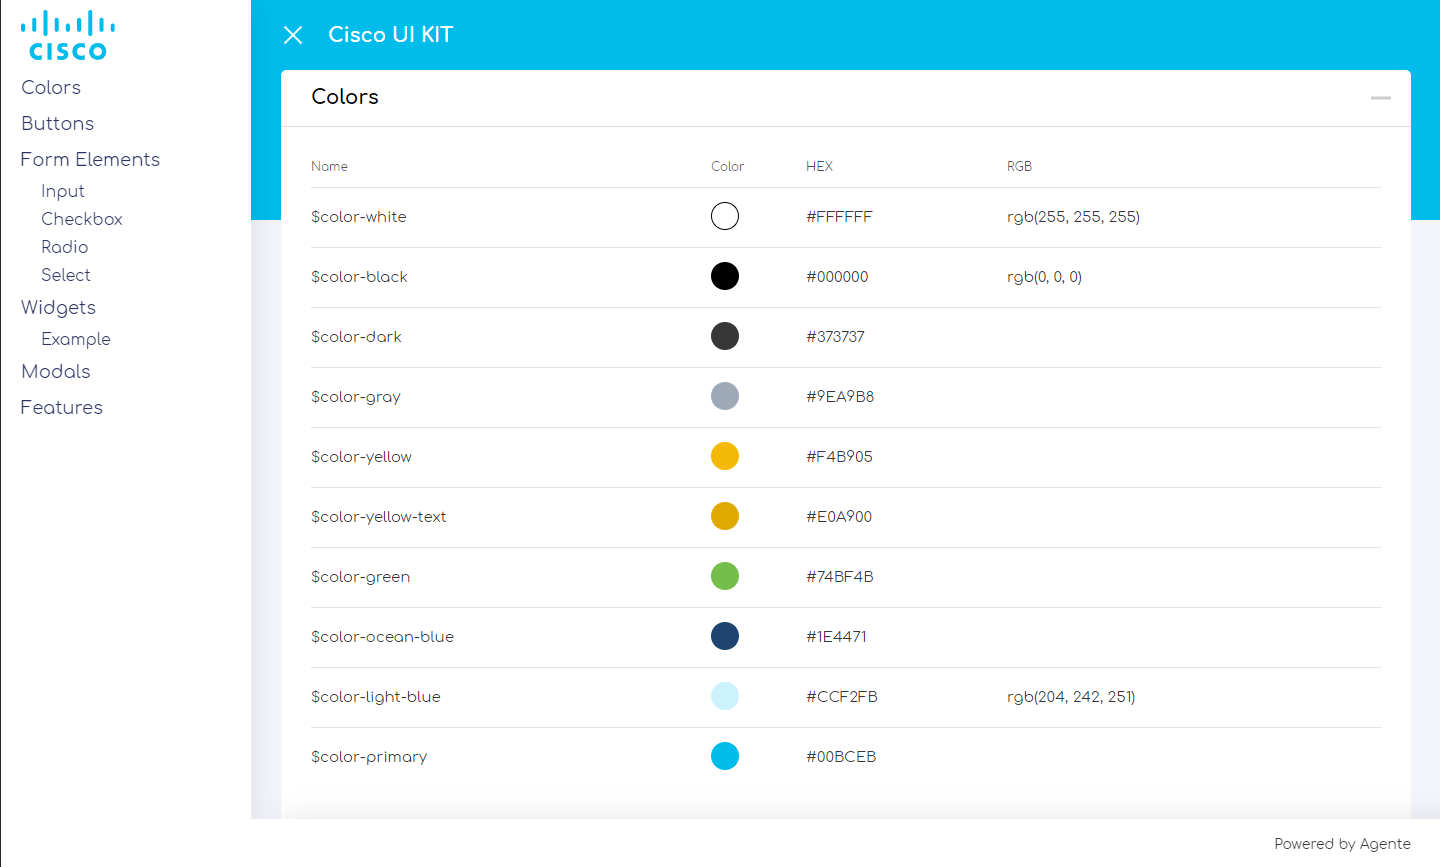 CISCO
Colors
Buttons
Form Elements
Input
Checkbox
Radio
Select
Widgets
Example
Modals
Features
Cisco UI KIT
Colors
Name Color HEX RGB
$color-white #FFFFFF rgb(255, 255, 255)
$color-black #000000 rgb(0, 0, 0)
$color-dark #373737
$color-gray #9EA9B8
$color-yellow #F4B905
$color-yellow-text #E0A900
$color-green #74BF4B
$color-ocean-blue #1E4471
$color-light-blue #CCF2FB rgb(204, 242, 251)
$color-primary #00BCEB
Powered by Agente